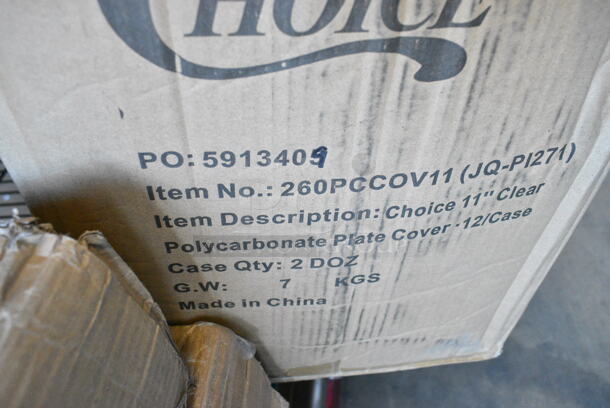 CHOICE
PO: 5913409
Item No.: 260PCCOV11 (JQ-PI271)
Item Description: Choice 11" Clear
Polycarbonate Plate Cover -12/Case
Case Qty: 2 DOZ
G.W: 7 KGS
Made in China